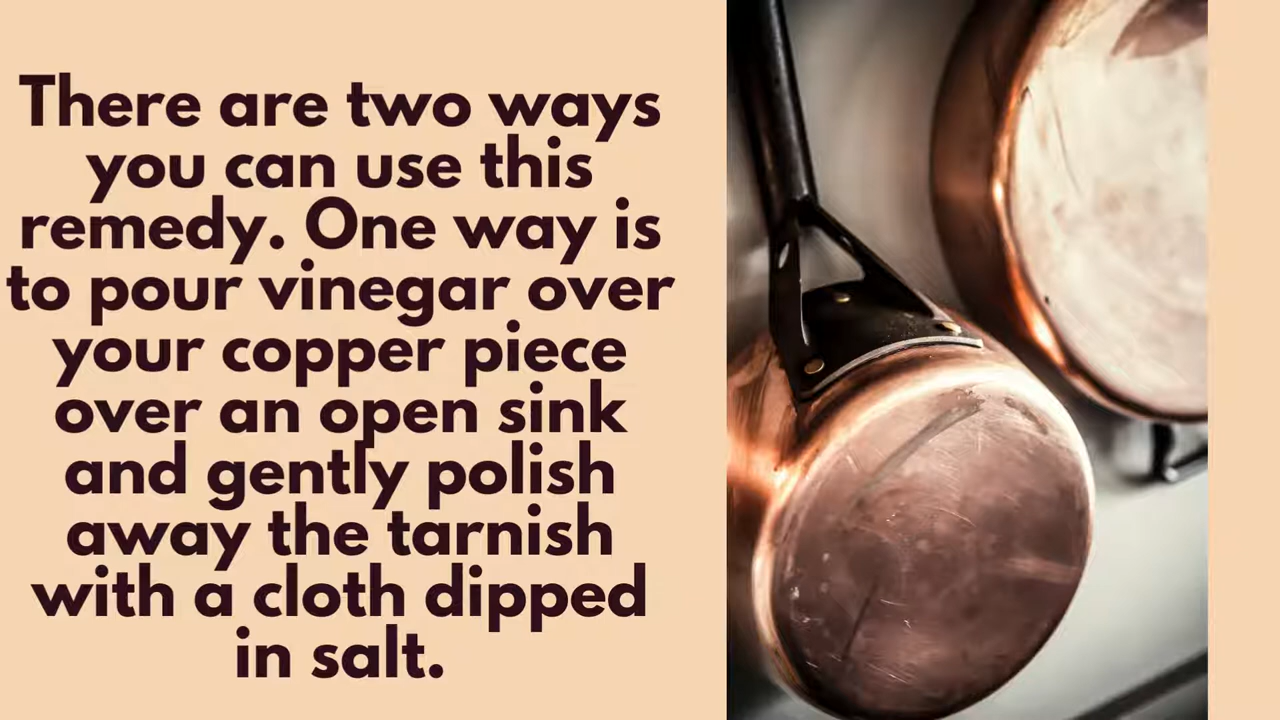 There are two ways
you can use this
remedy. One way is
to pour vinegar over
your copper piece
over an open sink
and gently polish
away the tarnish
with a cloth dipped
in salt.